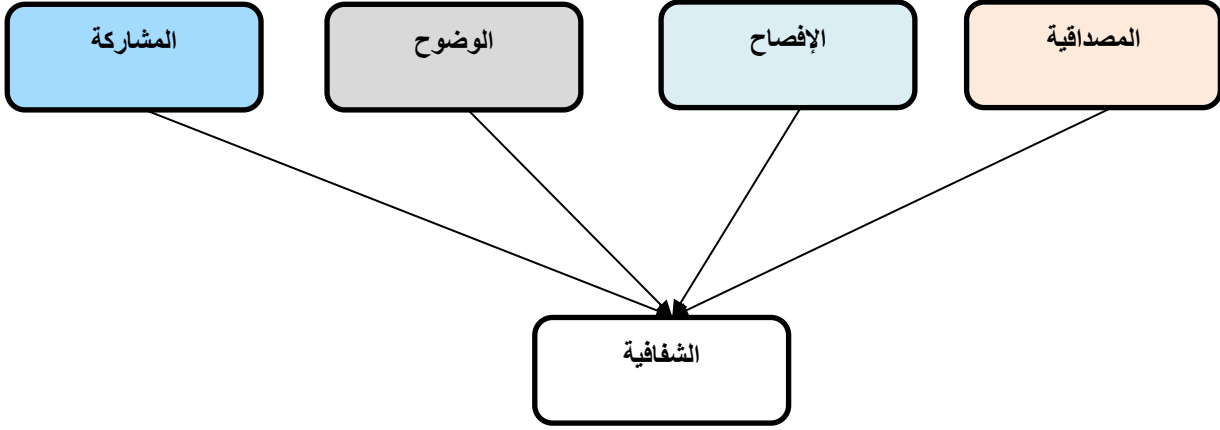 المصداقية
الإفصاح
الوضوح
المشاركة
الشفافية